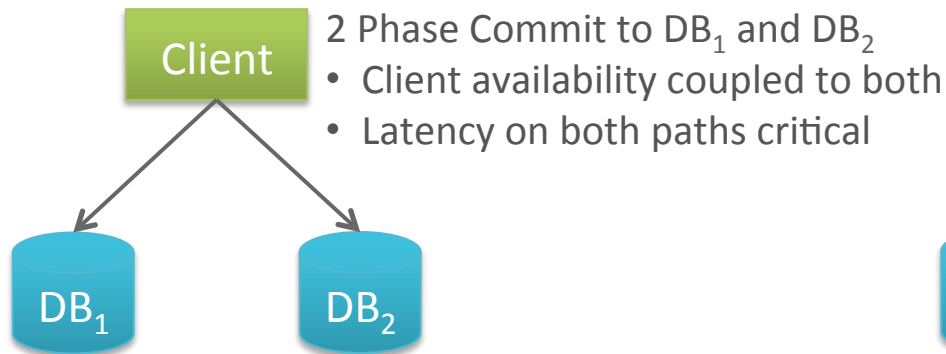 Client
2 Phase Commit to DB₁ and DB₂
• Client availability coupled to both
• Latency on both paths critical
DB₁
DB₂